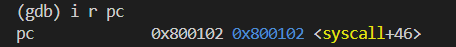 (gdb) i r pc
pc             0x800102 0x800102 <syscall+46>